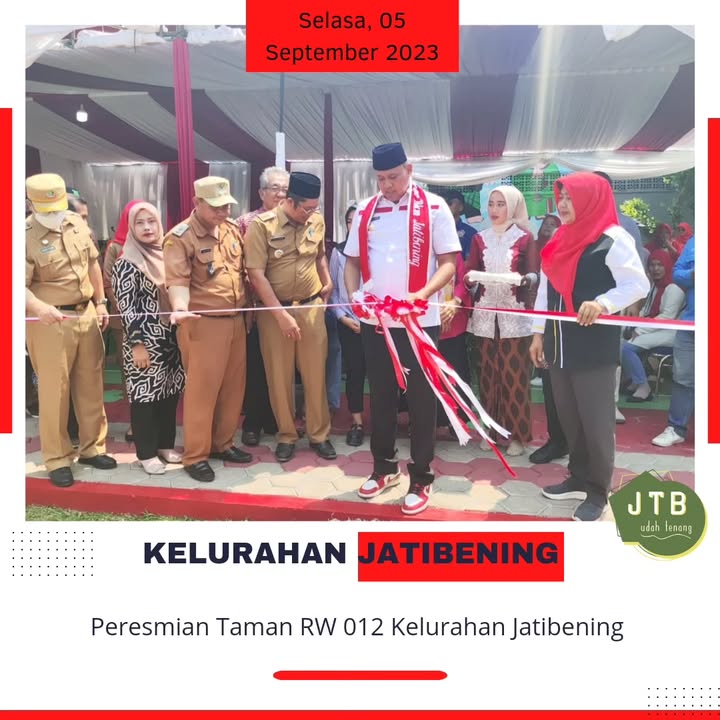 Selasa, 05
September 2023
Jatibening
JTB
udah tenang
KELURAHAN JATIBENING
Peresmian Taman RW 012 Kelurahan Jatibening